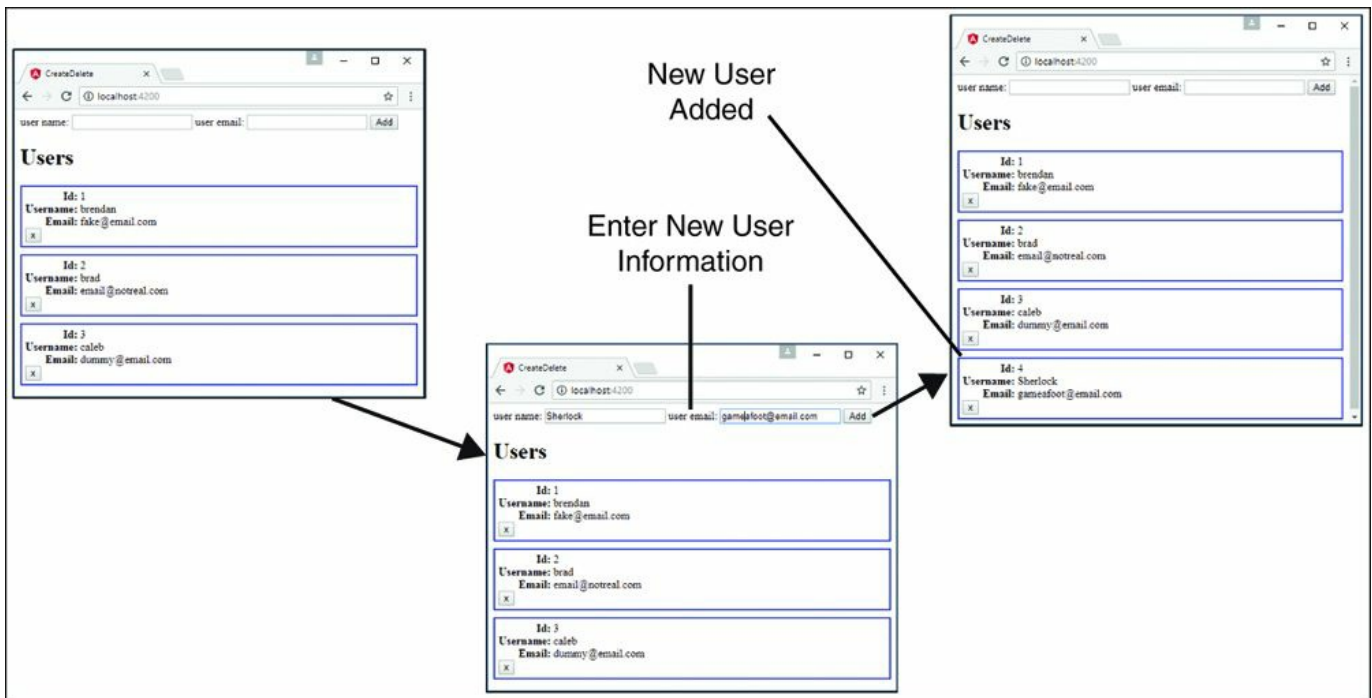 CreateDelete
localhost:4200
user name: user email: Add
Users
Id: 1
Username: brendan
Email: fake@email.com
x
Id: 2
Username: brad
Email: email@notreal.com
x
Id: 3
Username: caleb
Email: dummy@email.com
x
Enter New User
Information
CreateDelete
localhost:4200
user name: Sherlock user email: gameafoot@email.com Add
Users
Id: 1
Username: brendan
Email: fake@email.com
x
Id: 2
Username: brad
Email: email@notreal.com
x
Id: 3
Username: caleb
Email: dummy@email.com
x
New User
Added
CreateDelete
localhost:4200
user name: user email: Add
Users
Id: 1
Username: brendan
Email: fake@email.com
x
Id: 2
Username: brad
Email: email@notreal.com
x
Id: 3
Username: caleb
Email: dummy@email.com
x
Id: 4
Username: Sherlock
Email: gameafoot@email.com
x